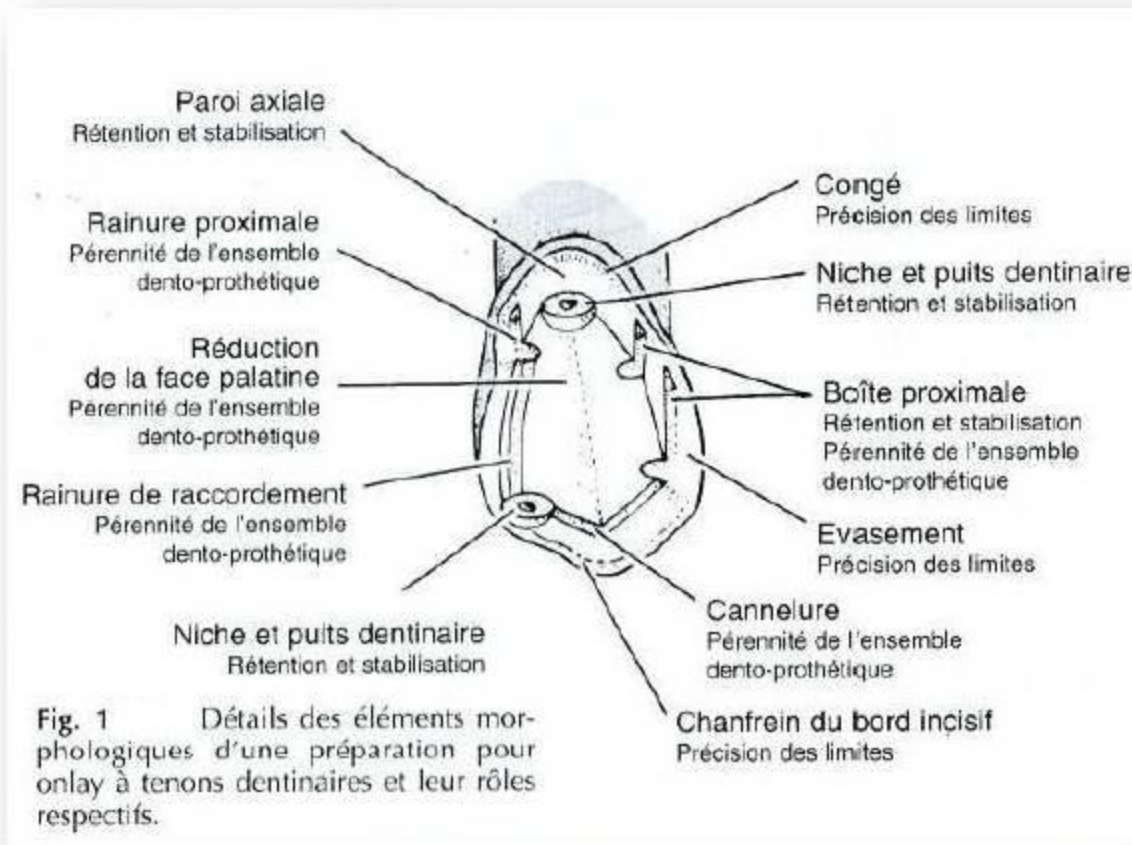 Paroi axiale
Rétention et stabilisation
Rainure proximale
Pérennité de l'ensemble
dento-prothétique
Réduction
de la face palatine
Pérennité de l'ensemble
dento-prothétique
Rainure de raccordement
Pérennité de l'ensemble
dento-prothétique
Niche et puits dentinaire
Rétention et stabilisation
Congé
Précision des limites
Niche et puits dentinaire
Rétention et stabilisation
Boîte proximale
Rétention et stabilisation
Pérennité de l'ensemble
dento-prothétique
Evasement
Précision des limites
Cannelure
Pérennité de l'ensemble
dento-prothétique
Chanfrein du bord incisif
Précision des limites
Fig. 1 Détails des éléments mor-
phologiques d'une préparation pour
onlay à tenons dentinaires et leur rôles
respectifs.